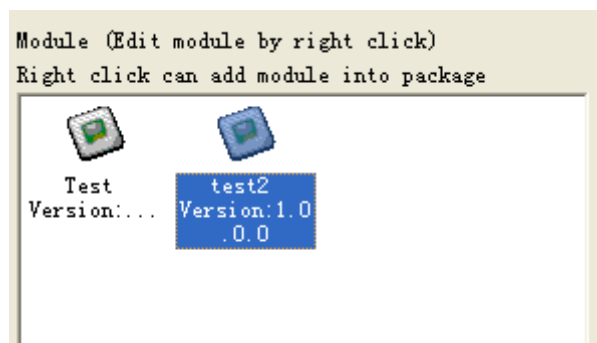 Module (Edit module by right click)
Right click can add module into package
Test
Version:...
test2
Version:1.0
.0.0